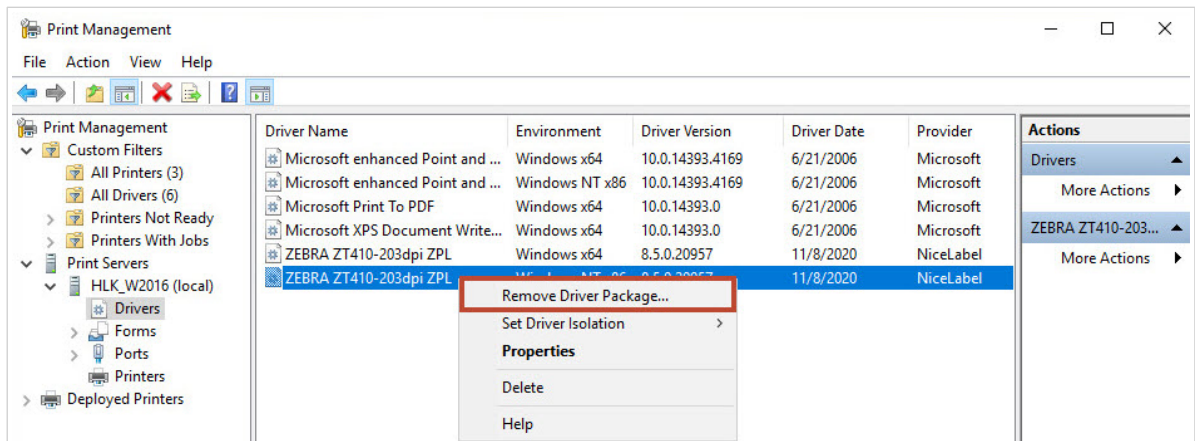 Print Management
File Action View Help
Print Management
Custom Filters
All Printers (3)
All Drivers (6)
Printers Not Ready
Printers With Jobs
Print Servers
HLK_W2016 (local)
Drivers
Forms
Ports
Printers
Deployed Printers
Driver Name Environment Driver Version Driver Date Provider
Microsoft enhanced Point and ... Windows x64 10.0.14393.4169 6/21/2006 Microsoft
Microsoft enhanced Point and ... Windows NT x86 10.0.14393.4169 6/21/2006 Microsoft
Microsoft Print To PDF Windows x64 10.0.14393.0 6/21/2006 Microsoft
Microsoft XPS Document Write... Windows x64 10.0.14393.0 6/21/2006 Microsoft
ZEBRA ZT410-203dpi ZPL Windows x64 8.5.0.20957 11/8/2020 NiceLabel
ZEBRA ZT410-203dpi ZPL 11/8/2020 NiceLabel
Remove Driver Package...
Set Driver Isolation
Properties
Delete
Help
Actions
Drivers
More Actions
ZEBRA ZT410-203...
More Actions